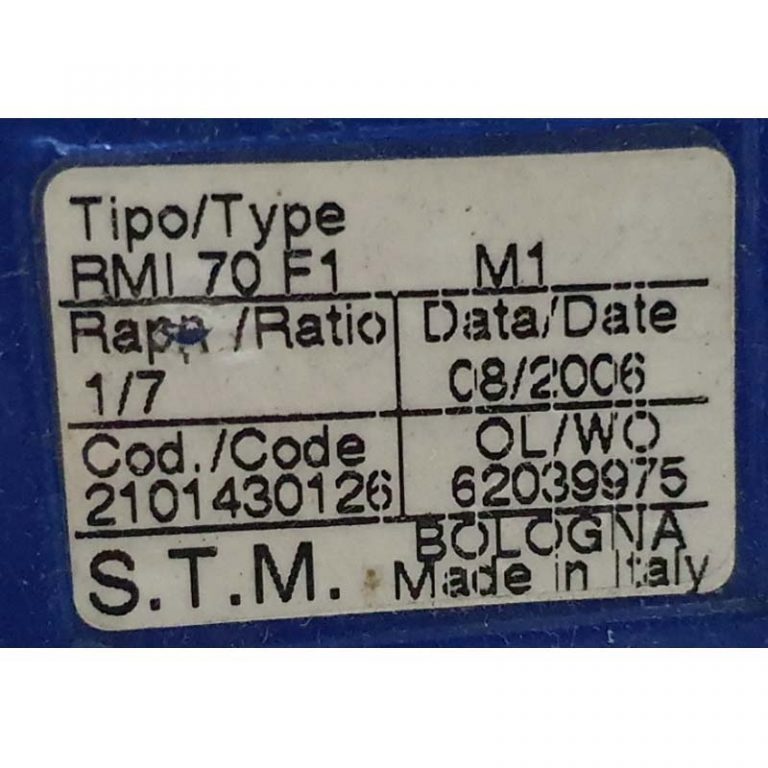 Tipo/Type
RMI 70 F1 M1
Rapp./Ratio Data/Date
1/7 08/2006
Cod./Code OL/WO
2101430126 62039975
S.T.M. BOLOGNA
Made in Italy